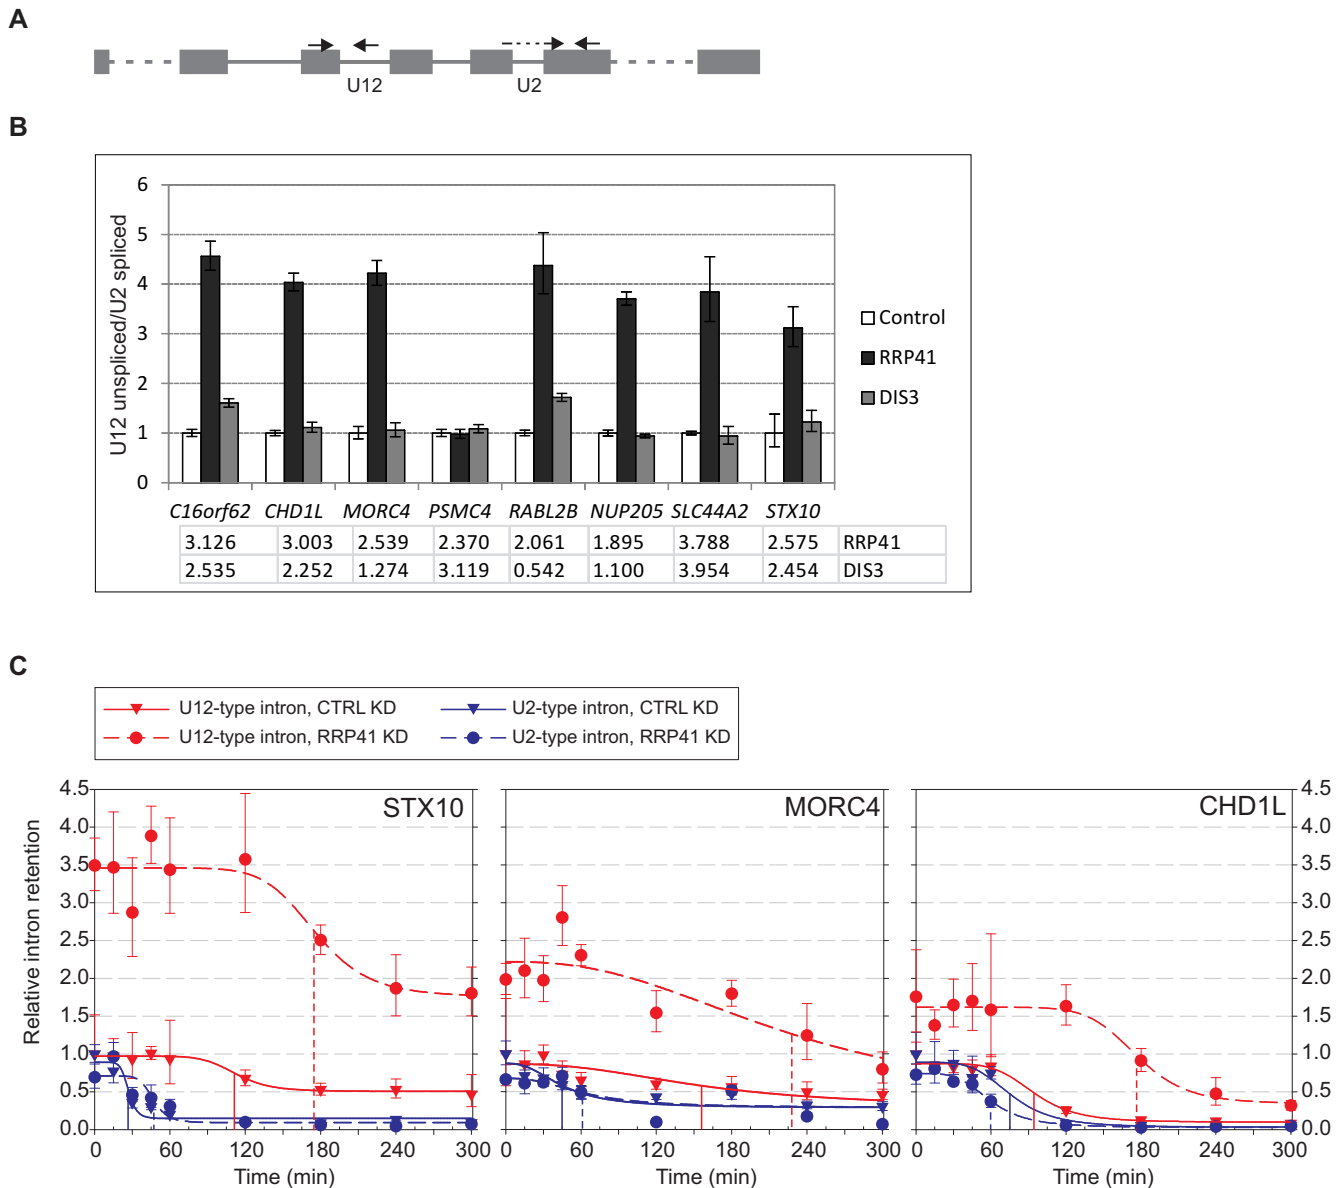 A
U12
U2
B
U12 unspliced/U2 spliced
6
5
4
3
2
1
0
Control
RRP41
DIS3
C16orf62 CHD1L MORC4 PSMC4 RABL2B NUP205 SLC44A2 STX10
3.126 3.003 2.539 2.370 2.061 1.895 3.788 2.575 RRP41
2.535 2.252 1.274 3.119 0.542 1.100 3.954 2.454 DIS3
C
U12-type intron, CTRL KD
U2-type intron, CTRL KD
U12-type intron, RRP41 KD
U2-type intron, RRP41 KD
Relative intron retention
4.5
4.0
3.5
3.0
2.5
2.0
1.5
1.0
0.5
0.0
STX10
MORC4
CHD1L
4.5
4.0
3.5
3.0
2.5
2.0
1.5
1.0
0.5
0.0
0 60 120 180 240 300
0 60 120 180 240 300
0 60 120 180 240 300
Time (min)
Time (min)
Time (min)